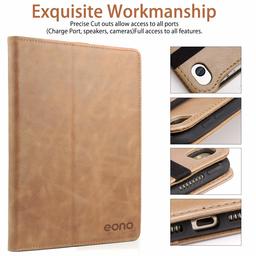 Exquisite Workmanship
Precise Cut outs allow access to all ports
(Charge Port, speakers, cameras)Full access to all features.
eono